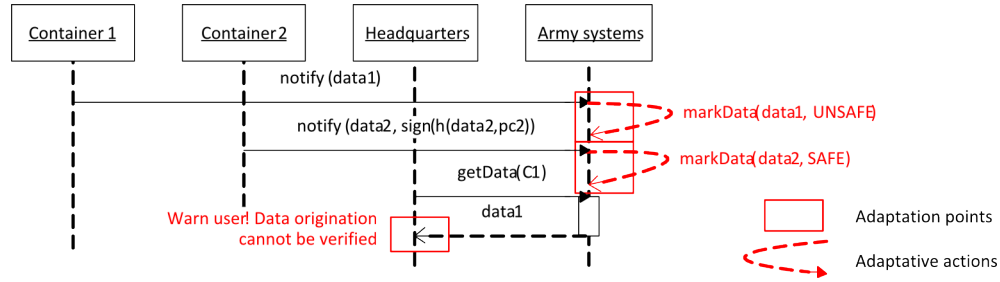 Container 1
Container 2
Headquarters
Army systems
notify (data1)
markData(data1, UNSAFE)
notify (data2, sign(h(data2,pc2))
markData(data2, SAFE)
getData(C1)
data1
Warn user! Data origination
cannot be verified
Adaptation points
Adaptative actions